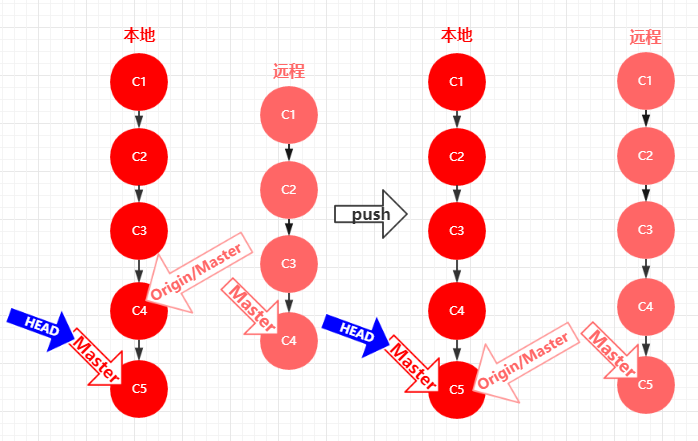 本地
C1
C2
C3
C4
C5
Origin/Master
HEAD
Master
远程
C1
C2
C3
C4
Master
push
本地
C1
C2
C3
C4
C5
HEAD
Master
Origin/Master
远程
C1
C2
C3
C4
C5
Master